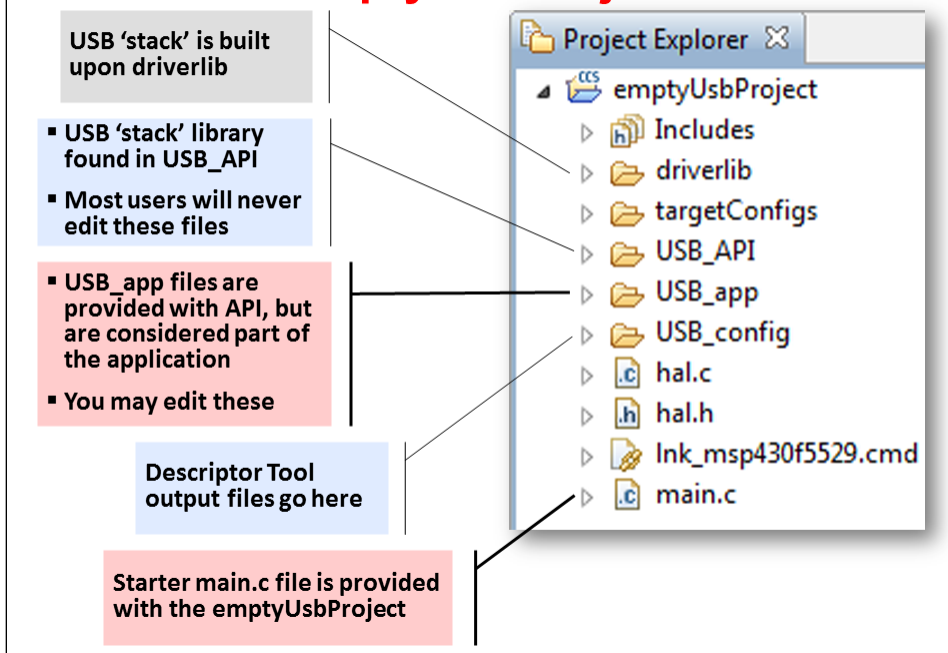 USB ‘stack’ is built
upon driverlib
▪ USB ‘stack’ library
found in USB_API
▪ Most users will never
edit these files
▪ USB_app files are
provided with API, but
are considered part of
the application
▪ You may edit these
Descriptor Tool
output files go here
Starter main.c file is provided
with the emptyUsbProject
Project Explorer
CCS
emptyUsbProject
h Includes
driverlib
targetConfigs
USB_API
USB_app
USB_config
.c hal.c
.h hal.h
lnk_msp430f5529.cmd
.c main.c